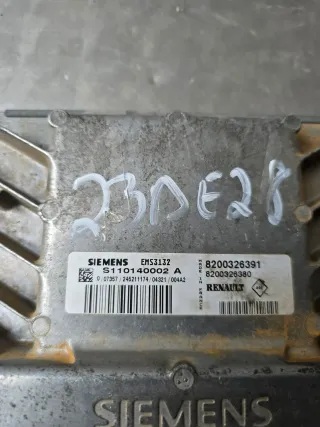 23DE28
SIEMENS EMS3132
S110140002 A
8200326391
8200326380
RENAULT
SIEMENS